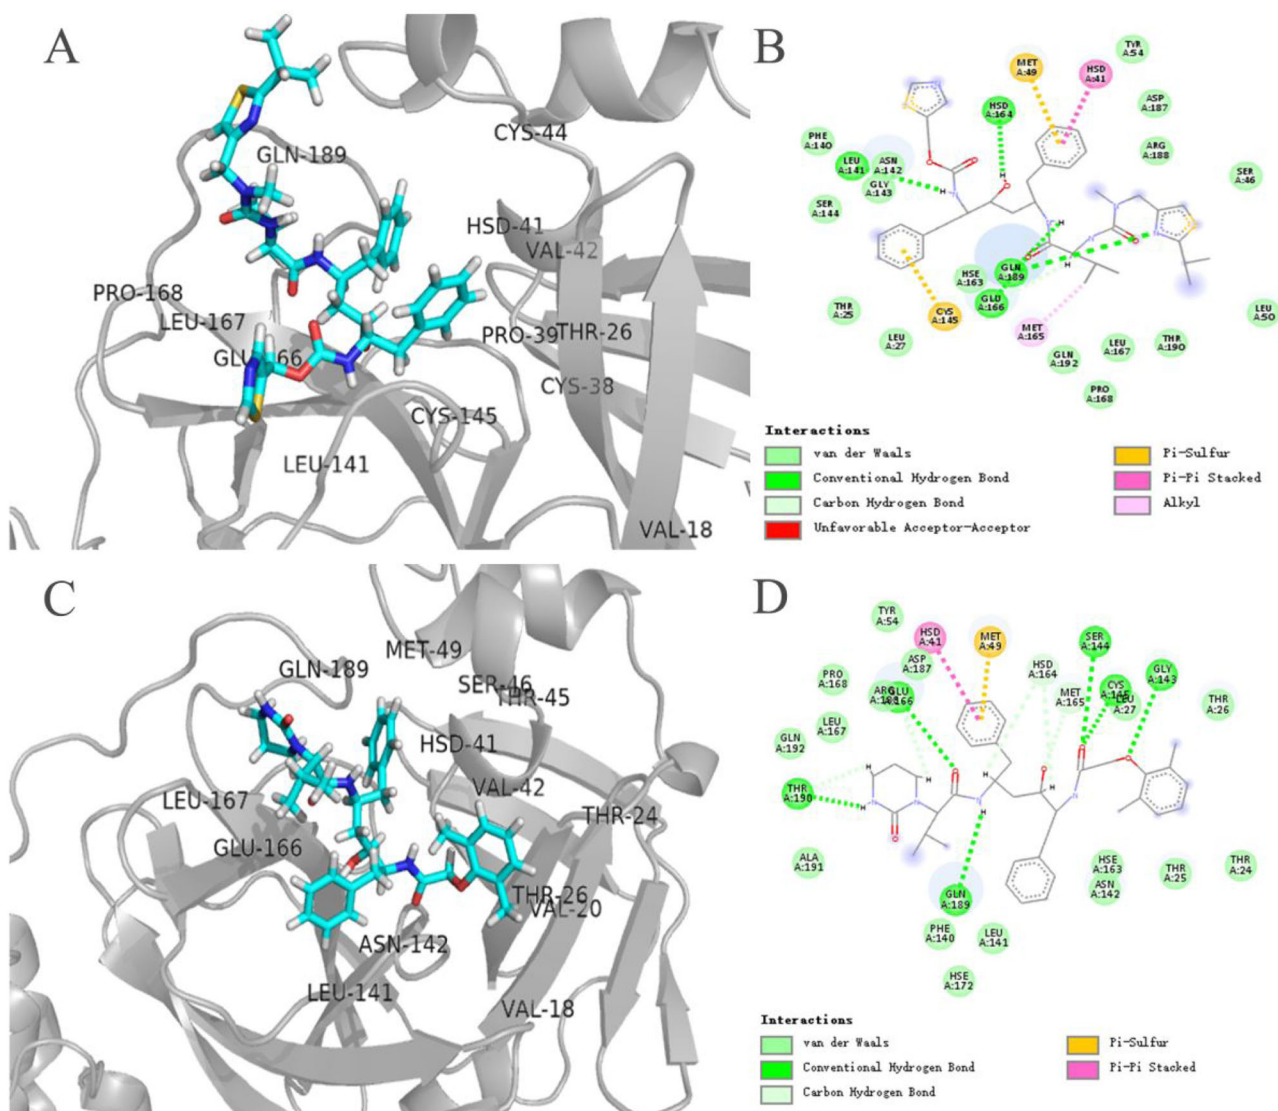 A
CYS-44
GLN-189
HSD-41
VAL-42
PRO-168
LEU-167
PRO-39
THR-26
GLU-166
CYS-38
CYS-145
LEU-141
VAL-18
B
TYR
A:54
MET
A:49
HSD
A:41
ASP
A:187
HSD
A:164
PHE
A:140
LEU
A:141
ASN
A:142
ARG
A:188
GLY
A:143
SER
A:46
SER
A:144
HSE
A:163
GLN
A:189
GLU
A:166
THR
A:25
CYS
A:145
LEU
A:50
LEU
A:27
MET
A:165
GLN
A:192
LEU
A:167
THR
A:190
PRO
A:168
Interactions
van der Waals
Conventional Hydrogen Bond
Carbon Hydrogen Bond
Unfavorable Acceptor-Acceptor
Pi-Sulfur
Pi-Pi Stacked
Alkyl
C
MET-49
GLN-189
SER-46
THR-45
HSD-41
VAL-42
LEU-167
THR-24
GLU-166
THR-26
VAL-20
ASN-142
LEU-141
VAL-18
D
TYR
A:54
HSD
A:41
MET
A:49
SER
A:144
ASP
A:187
HSD
A:164
GLY
A:143
PRO
A:168
ARG
A:188
GLU
A:166
MET
A:165
CYS
A:145
LEU
A:27
THR
A:26
LEU
A:167
GLN
A:192
THR
A:190
ALA
A:191
HSE
A:163
THR
A:25
THR
A:24
ASN
A:142
GLN
A:189
PHE
A:140
LEU
A:141
HSE
A:172
Interactions
van der Waals
Conventional Hydrogen Bond
Carbon Hydrogen Bond
Pi-Sulfur
Pi-Pi Stacked